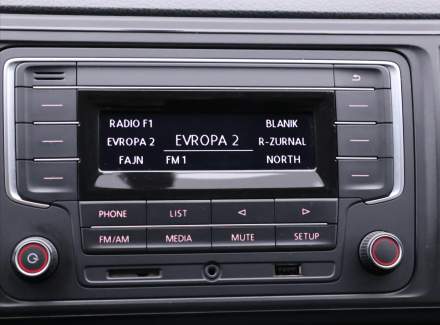 RADIO F1 BLANIK
EVROPA 2 EVROPA 2 R-ZURNAL
FAJN FM 1 NORTH
PHONE LIST
FM/AM MEDIA MUTE SETUP